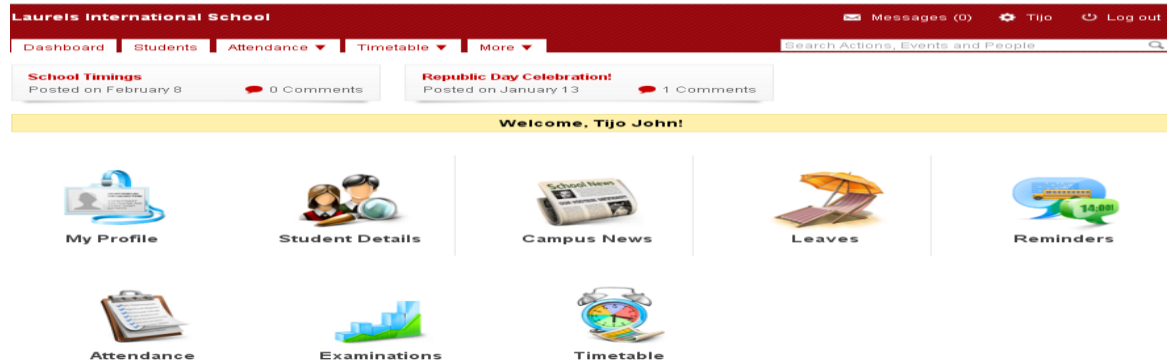 Laurels International School
Messages (0) Tijo Log out
Dashboard Students Attendance ▼ Timetable ▼ More ▼ Search Actions, Events and People
School Timings
Posted on February 8 0 Comments
Republic Day Celebration!
Posted on January 13 1 Comments
Welcome, Tijo John!
School News
14:00!
My Profile Student Details Campus News Leaves Reminders
Attendance Examinations Timetable